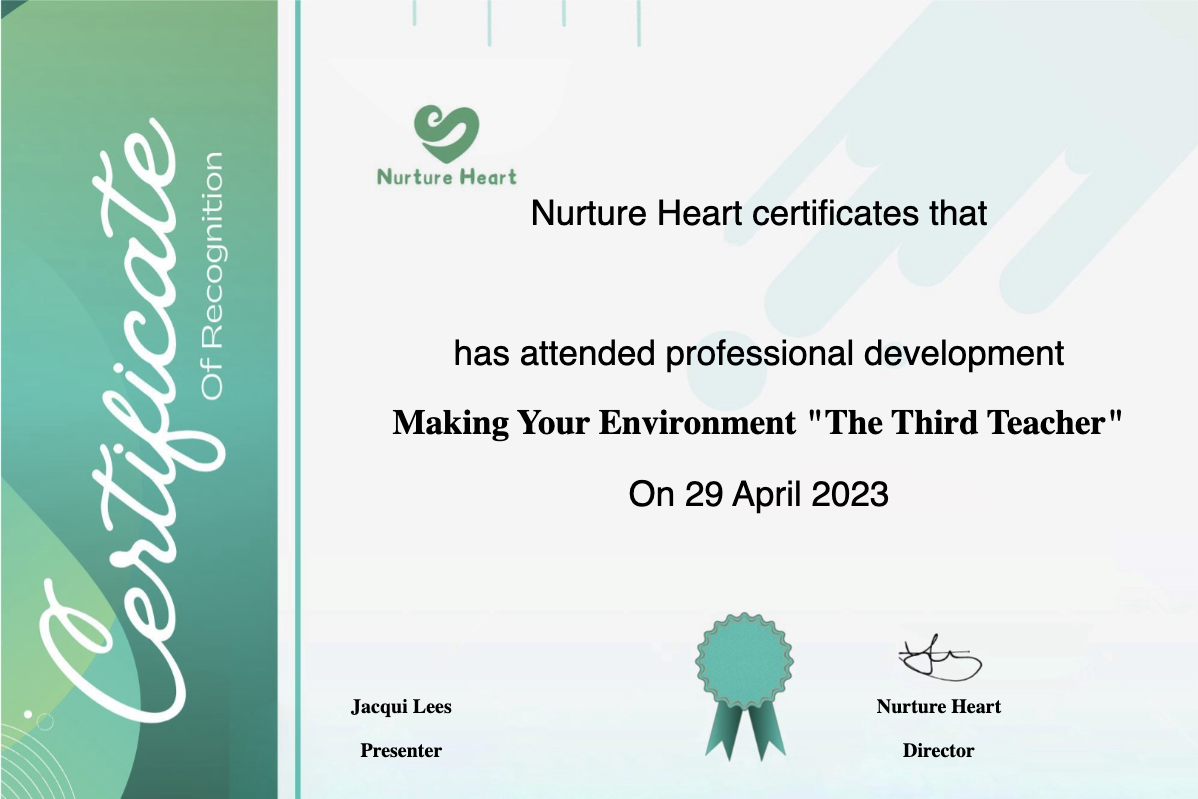 Certificate
Of Recognition
Nurture Heart
Nurture Heart certificates that
has attended professional development
Making Your Environment "The Third Teacher"
On 29 April 2023
Jacqui Lees
Presenter
Nurture Heart
Director